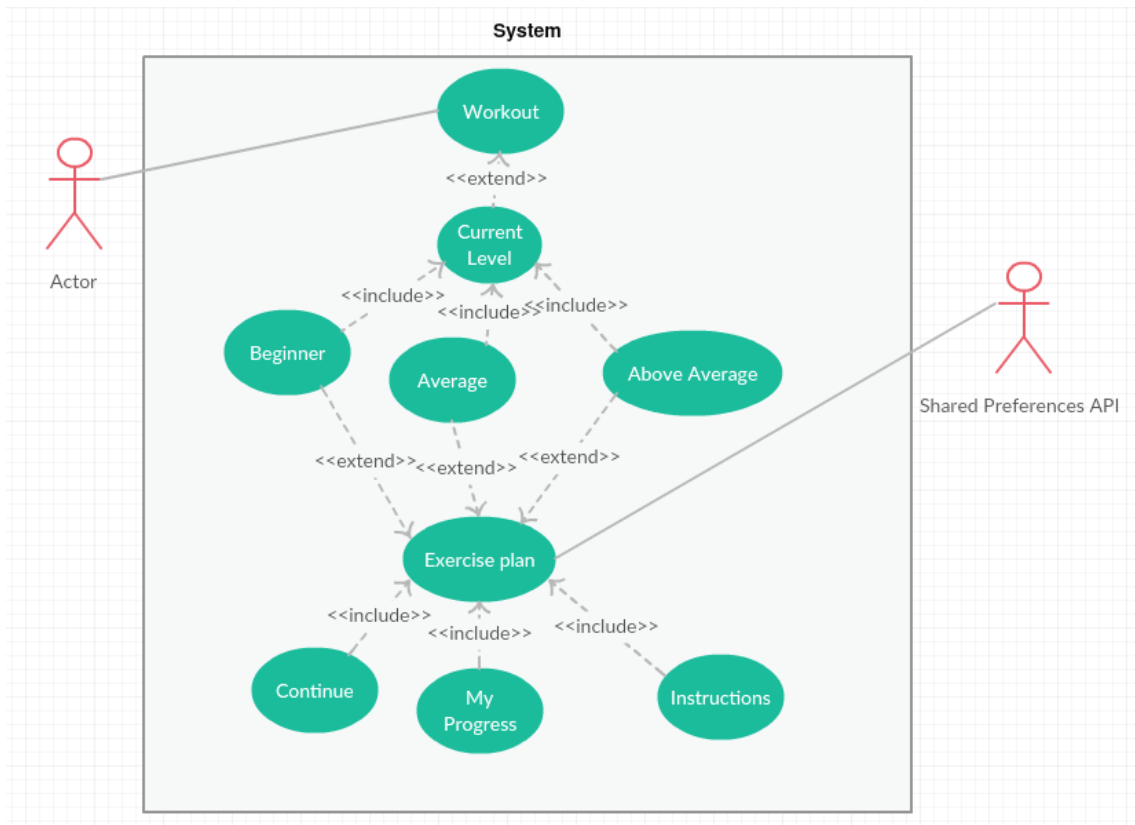 System
Workout
<<extend>>
Actor
Current
Level
<<include>>
<<include>>
<<include>>
Beginner
Average
Above Average
Shared Preferences API
<<extend>>
<<extend>>
<<extend>>
Exercise plan
<<include>>
<<include>>
<<include>>
Continue
My
Progress
Instructions